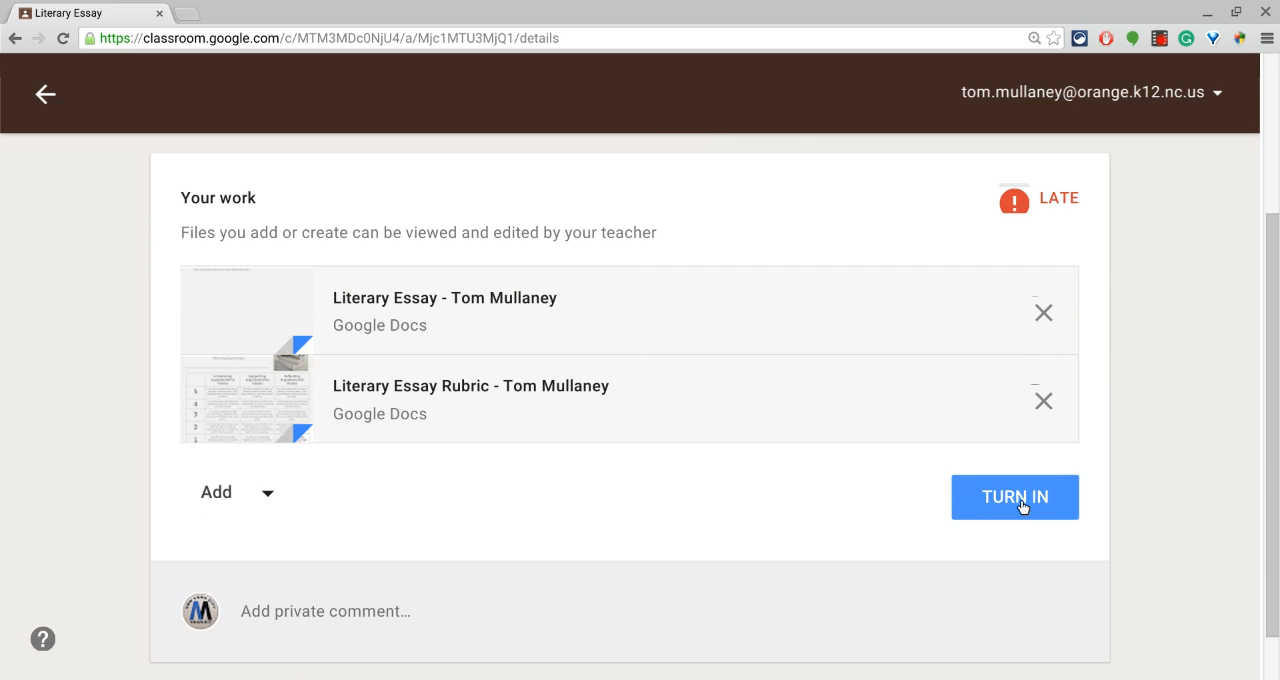 Literary Essay
https://classroom.google.com/c/MTM3MDc0NjU4/a/Mjc1MTU3MjQ1/details
tom.mullaney@orange.k12.nc.us
Your work
LATE
Files you add or create can be viewed and edited by your teacher
Literary Essay - Tom Mullaney
Google Docs
Literary Essay Rubric - Tom Mullaney
Google Docs
Add
TURN IN
Add private comment...